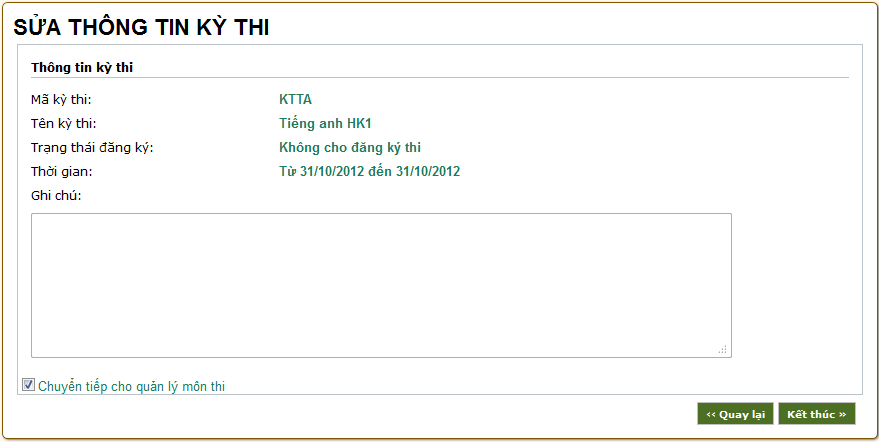 SỬA THÔNG TIN KỲ THI
Thông tin kỳ thi
Mã kỳ thi: KTTA
Tên kỳ thi: Tiếng anh HK1
Trạng thái đăng ký: Không cho đăng ký thi
Thời gian: Từ 31/10/2012 đến 31/10/2012
Ghi chú:
Chuyển tiếp cho quản lý môn thi
‹‹ Quay lại Kết thúc »